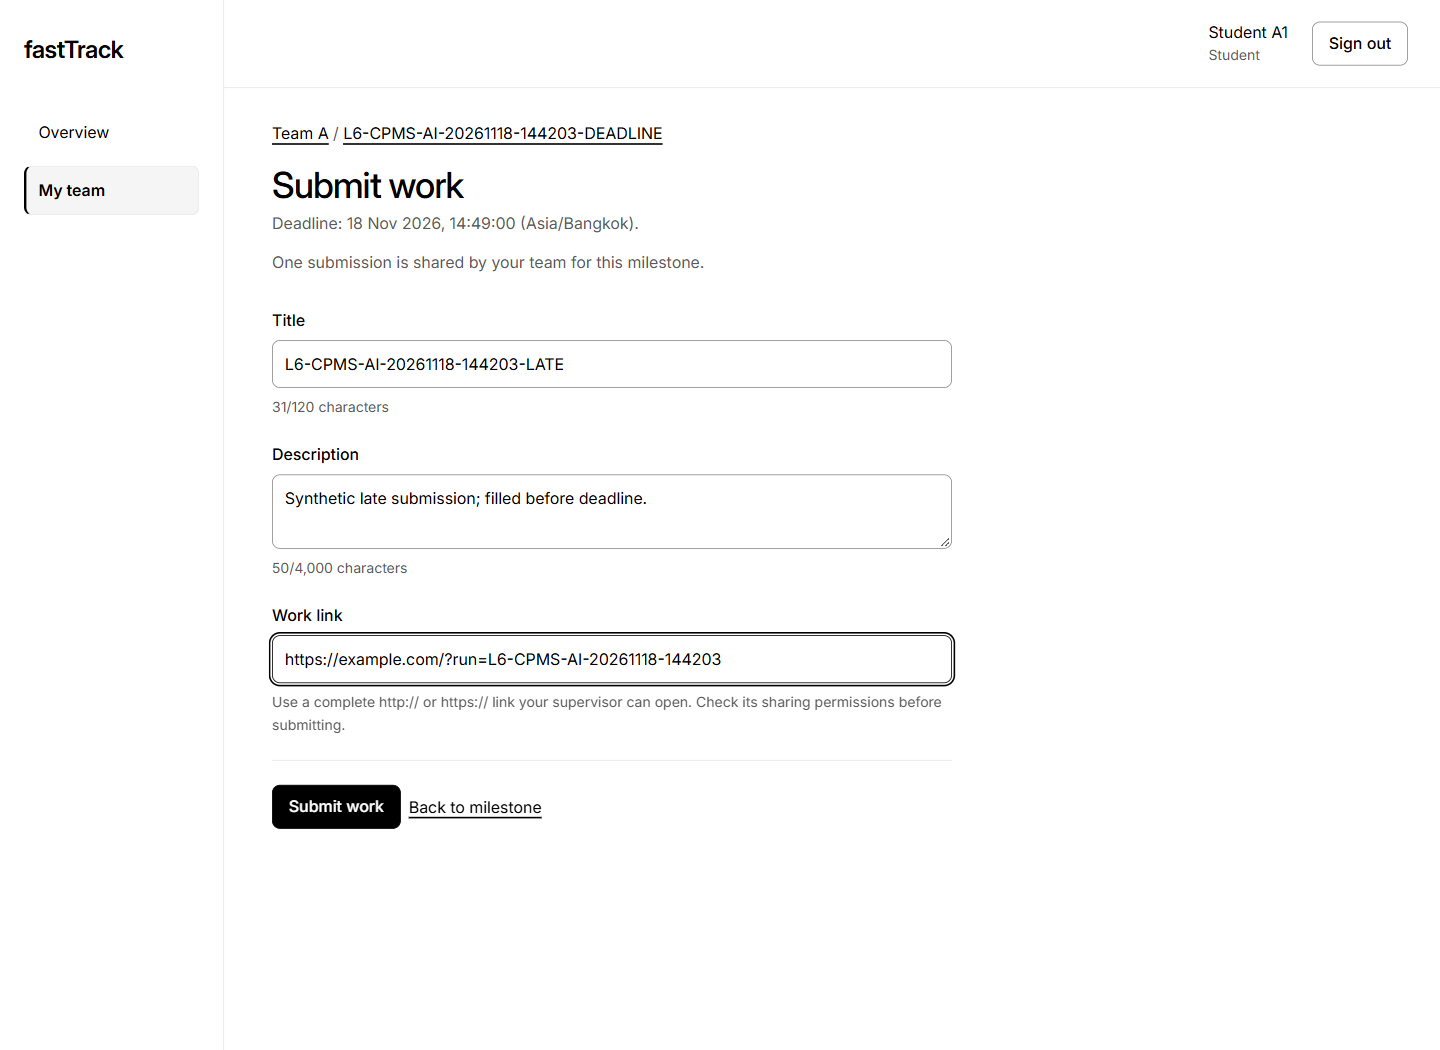 fastTrack
Student A1
Student
Sign out
Overview
My team
Team A / L6-CPMS-AI-20261118-144203-DEADLINE
Submit work
Deadline: 18 Nov 2026, 14:49:00 (Asia/Bangkok).
One submission is shared by your team for this milestone.
Title
L6-CPMS-AI-20261118-144203-LATE
31/120 characters
Description
Synthetic late submission; filled before deadline.
50/4,000 characters
Work link
https://example.com/?run=L6-CPMS-AI-20261118-144203
Use a complete http:// or https:// link your supervisor can open. Check its sharing permissions before
submitting.
Submit work
Back to milestone